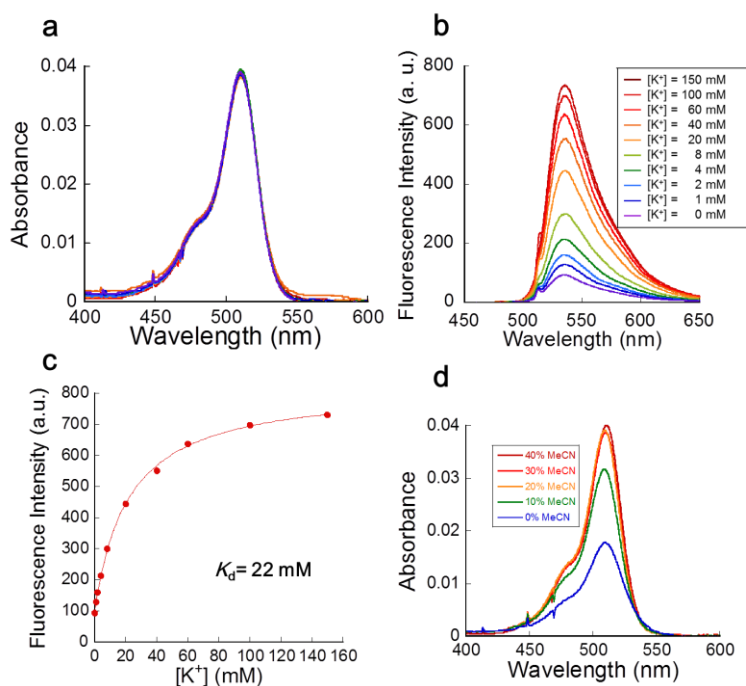 a
Absorbance
0.04
0.03
0.02
0.01
0
400
450
500
550
600
Wavelength (nm)
b
Fluorescence Intensity (a. u.)
800
600
400
200
0
450
500
550
600
650
Wavelength (nm)
[K⁺] = 150 mM
[K⁺] = 100 mM
[K⁺] = 60 mM
[K⁺] = 40 mM
[K⁺] = 20 mM
[K⁺] = 8 mM
[K⁺] = 4 mM
[K⁺] = 2 mM
[K⁺] = 1 mM
[K⁺] = 0 mM
c
Fluorescence Intensity (a.u.)
800
700
600
500
400
300
200
100
0
0 20 40 60 80 100 120 140 160
[K⁺] (mM)
Kd= 22 mM
d
Absorbance
0.04
0.03
0.02
0.01
0
400
450
500
550
600
Wavelength (nm)
40% MeCN
30% MeCN
20% MeCN
10% MeCN
0% MeCN